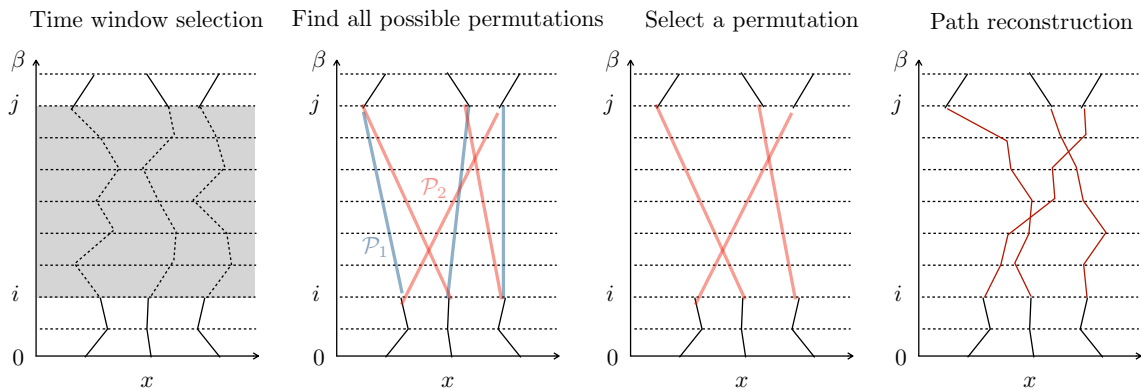 Time window selection
Find all possible permutations
Select a permutation
Path reconstruction
β
j
i
0
x
β
j
i
0
x
𝒫₁
𝒫₂
β
j
i
0
x
β
j
i
0
x